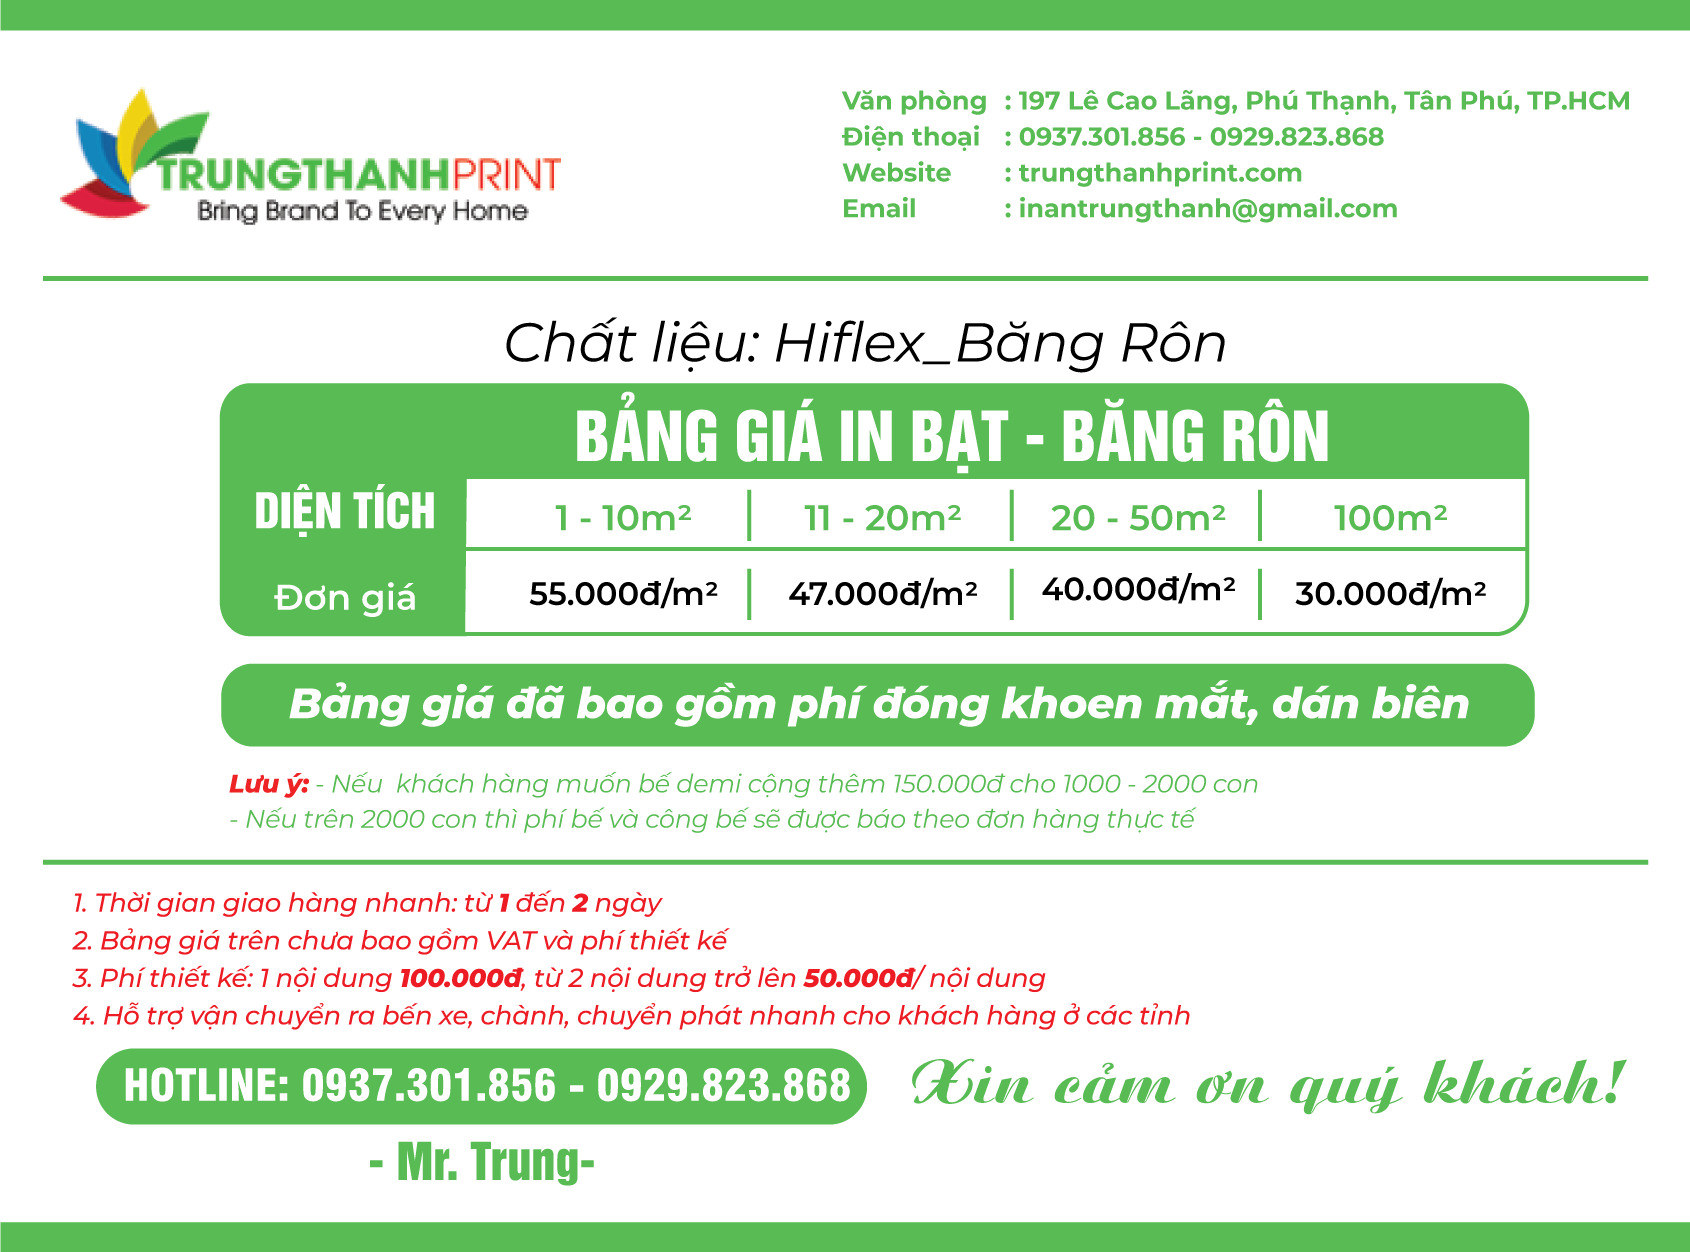 TRUNGTHANHPRINT
Bring Brand To Every Home
Văn phòng : 197 Lê Cao Lãng, Phú Thạnh, Tân Phú, TP.HCM
Điện thoại : 0937.301.856 - 0929.823.868
Website : trungthanhprint.com
Email : inantrungthanh@gmail.com
Chất liệu: Hiflex_Băng Rôn
BẢNG GIÁ IN BẠT - BĂNG RÔN
DIỆN TÍCH 1 - 10m² 11 - 20m² 20 - 50m² 100m²
Đơn giá 55.000đ/m² 47.000đ/m² 40.000đ/m² 30.000đ/m²
Bảng giá đã bao gồm phí đóng khoen mắt, dán biên
Lưu ý: - Nếu khách hàng muốn bế demi cộng thêm 150.000đ cho 1000 - 2000 con
- Nếu trên 2000 con thì phí bế và công bế sẽ được báo theo đơn hàng thực tế
1. Thời gian giao hàng nhanh: từ 1 đến 2 ngày
2. Bảng giá trên chưa bao gồm VAT và phí thiết kế
3. Phí thiết kế: 1 nội dung 100.000đ, từ 2 nội dung trở lên 50.000đ/ nội dung
4. Hỗ trợ vận chuyển ra bến xe, chành, chuyển phát nhanh cho khách hàng ở các tỉnh
HOTLINE: 0937.301.856 - 0929.823.868
Xin cảm ơn quý khách!
- Mr. Trung-